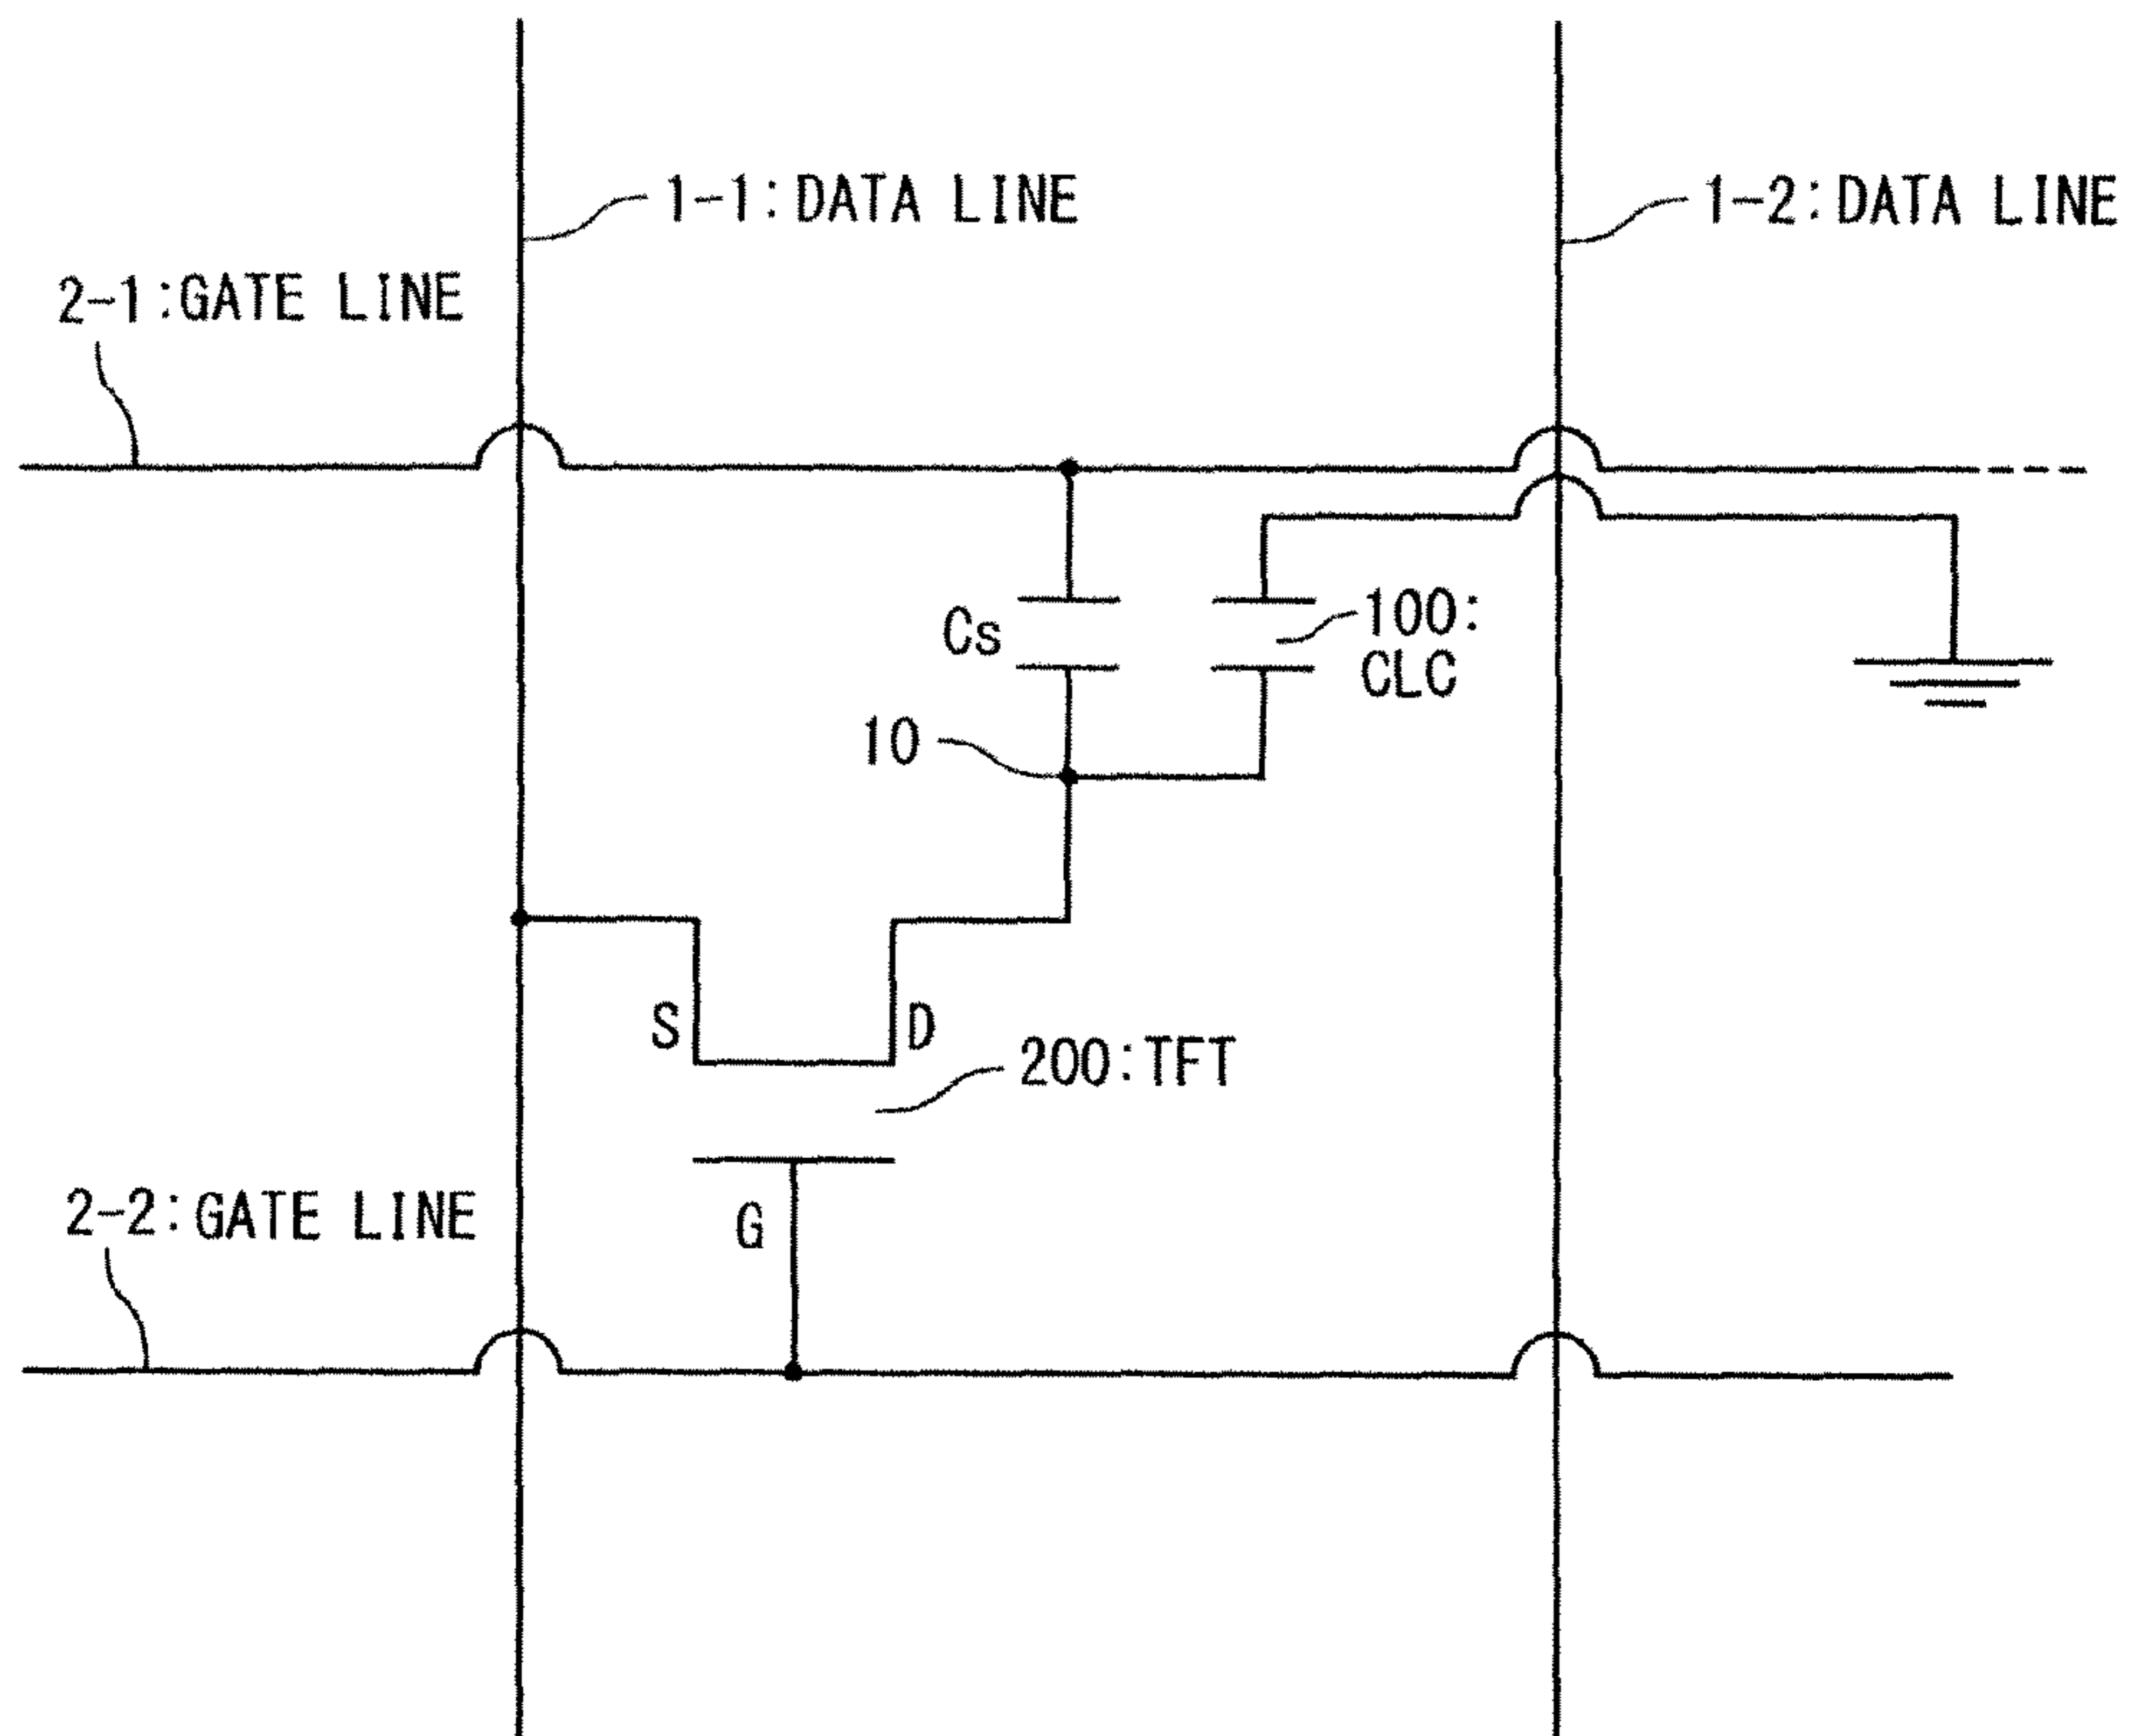 1-1:DATA LINE
1-2:DATA LINE
2-1:GATE LINE
Cs
100:
CLC
10
S
D
200:TFT
2-2:GATE LINE
G